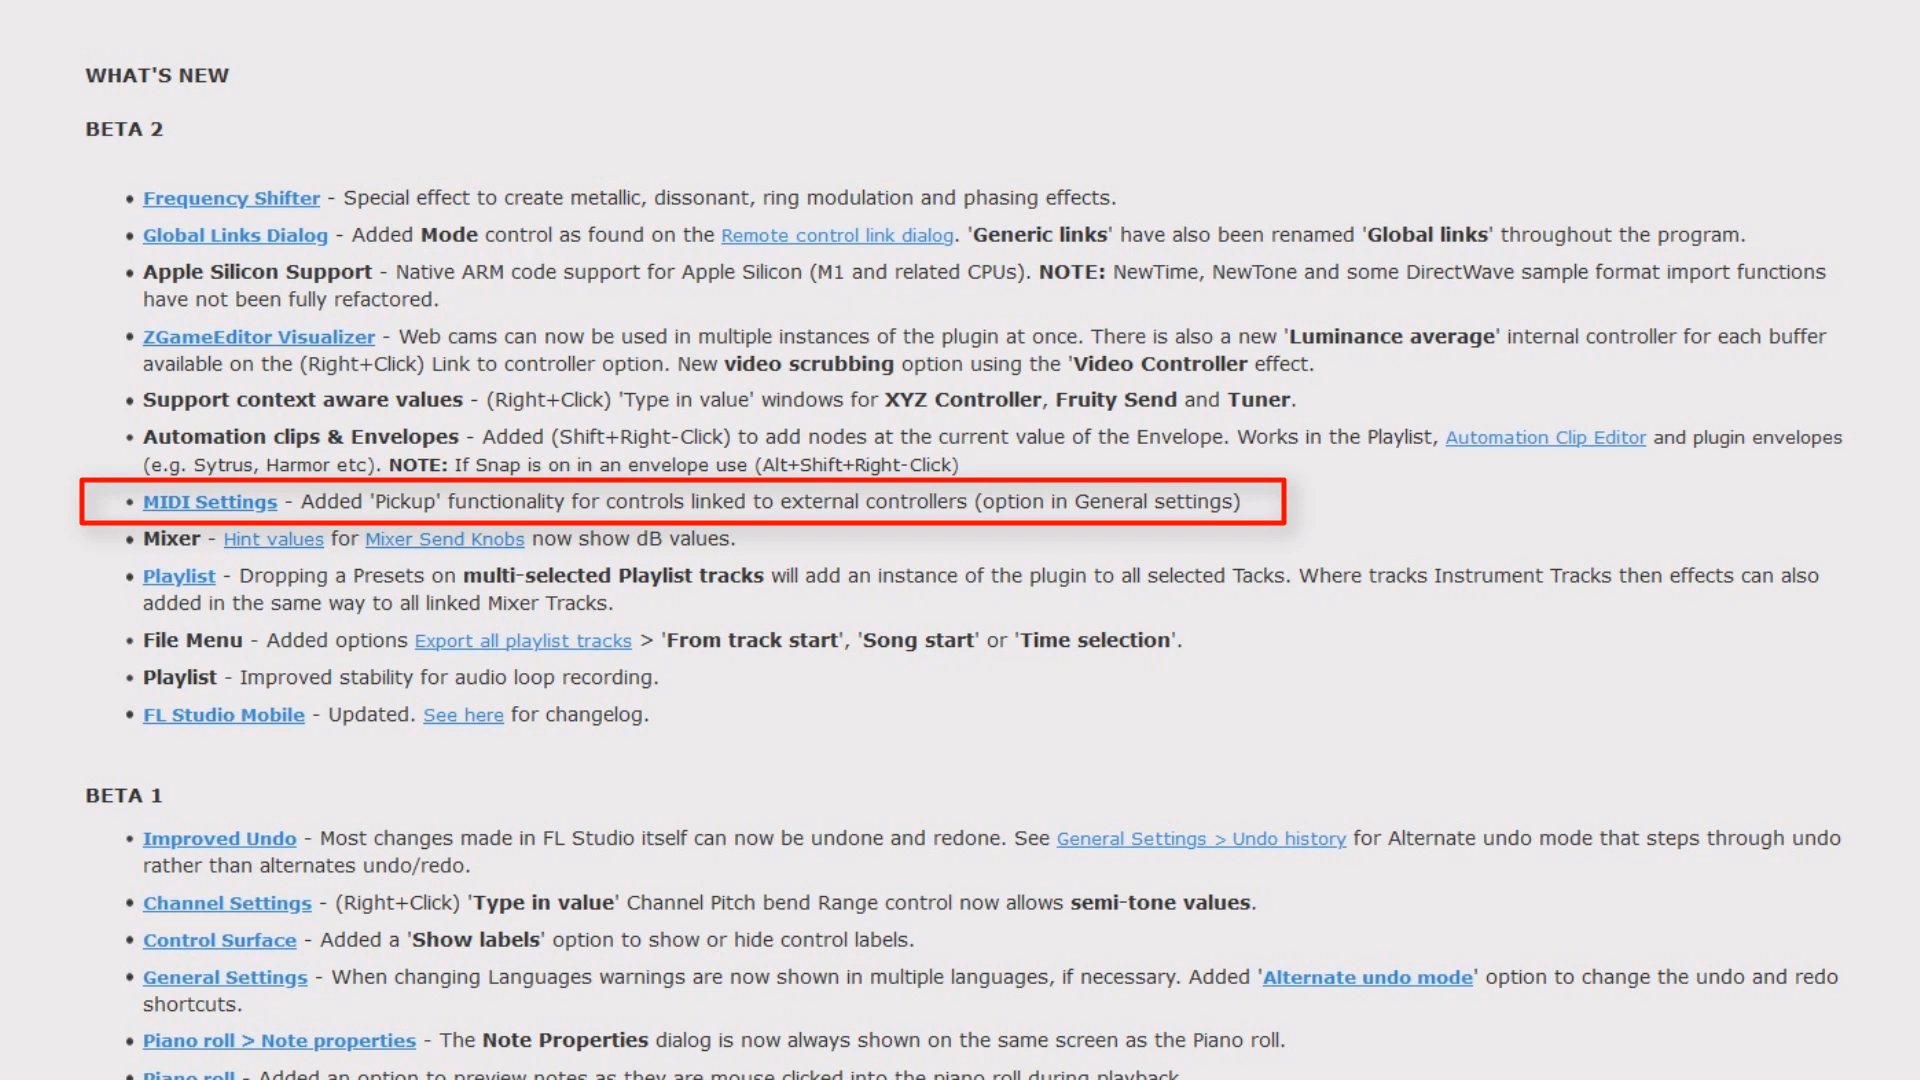 WHAT'S NEW
BETA 2
• Frequency Shifter - Special effect to create metallic, dissonant, ring modulation and phasing effects.
• Global Links Dialog - Added Mode control as found on the Remote control link dialog. 'Generic links' have also been renamed 'Global links' throughout the program.
• Apple Silicon Support - Native ARM code support for Apple Silicon (M1 and related CPUs). NOTE: NewTime, NewTone and some DirectWave sample format import functions
have not been fully refactored.
• ZGameEditor Visualizer - Web cams can now be used in multiple instances of the plugin at once. There is also a new 'Luminance average' internal controller for each buffer
available on the (Right+Click) Link to controller option. New video scrubbing option using the 'Video Controller effect.
• Support context aware values - (Right+Click) 'Type in value' windows for XYZ Controller, Fruity Send and Tuner.
• Automation clips & Envelopes - Added (Shift+Right-Click) to add nodes at the current value of the Envelope. Works in the Playlist, Automation Clip Editor and plugin envelopes
(e.g. Sytrus, Harmor etc). NOTE: If Snap is on in an envelope use (Alt+Shift+Right-Click)
• MIDI Settings - Added 'Pickup' functionality for controls linked to external controllers (option in General settings)
• Mixer - Hint values for Mixer Send Knobs now show dB values.
• Playlist - Dropping a Presets on multi-selected Playlist tracks will add an instance of the plugin to all selected Tacks. Where tracks Instrument Tracks then effects can also
added in the same way to all linked Mixer Tracks.
• File Menu - Added options Export all playlist tracks > 'From track start', 'Song start' or 'Time selection'.
• Playlist - Improved stability for audio loop recording.
• FL Studio Mobile - Updated. See here for changelog.
BETA 1
• Improved Undo - Most changes made in FL Studio itself can now be undone and redone. See General Settings > Undo history for Alternate undo mode that steps through undo
rather than alternates undo/redo.
• Channel Settings - (Right+Click) 'Type in value' Channel Pitch bend Range control now allows semi-tone values.
• Control Surface - Added a 'Show labels' option to show or hide control labels.
• General Settings - When changing Languages warnings are now shown in multiple languages, if necessary. Added 'Alternate undo mode' option to change the undo and redo
shortcuts.
• Piano roll > Note properties - The Note Properties dialog is now always shown on the same screen as the Piano roll.
• Piano roll - Added an option to preview notes as they are mouse clicked into the piano roll during playback.